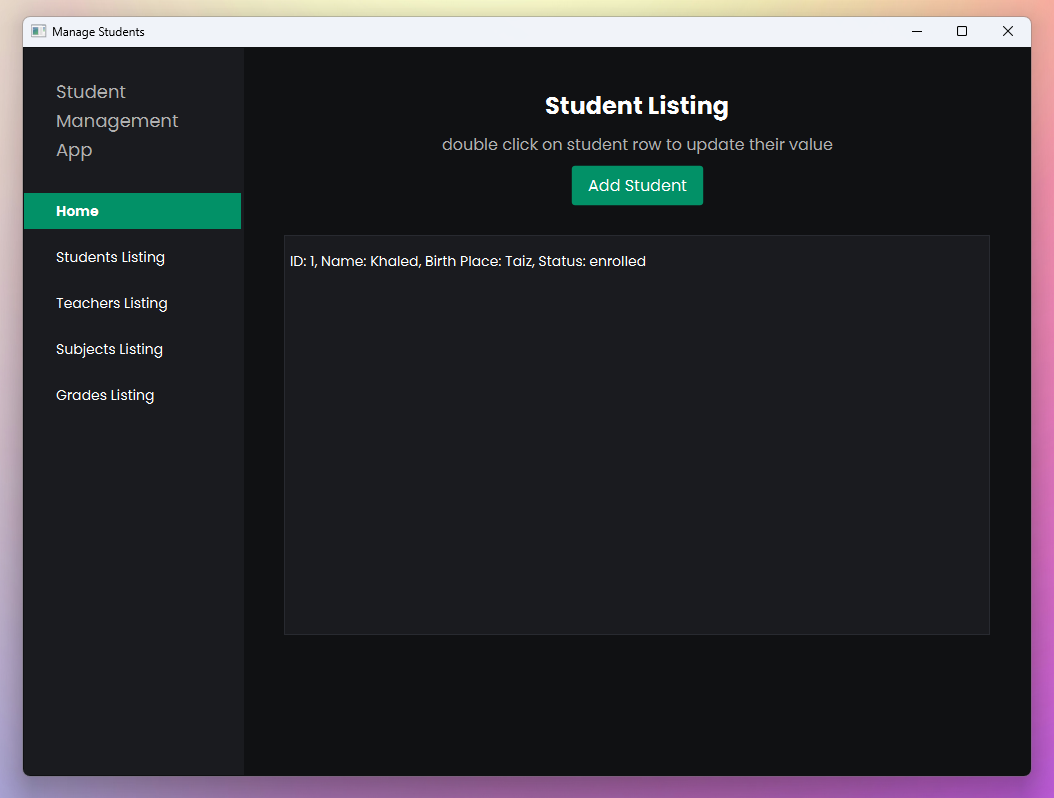 Manage Students
Student
Management
App
Home
Students Listing
Teachers Listing
Subjects Listing
Grades Listing
Student Listing
double click on student row to update their value
Add Student
ID: 1, Name: Khaled, Birth Place: Taiz, Status: enrolled